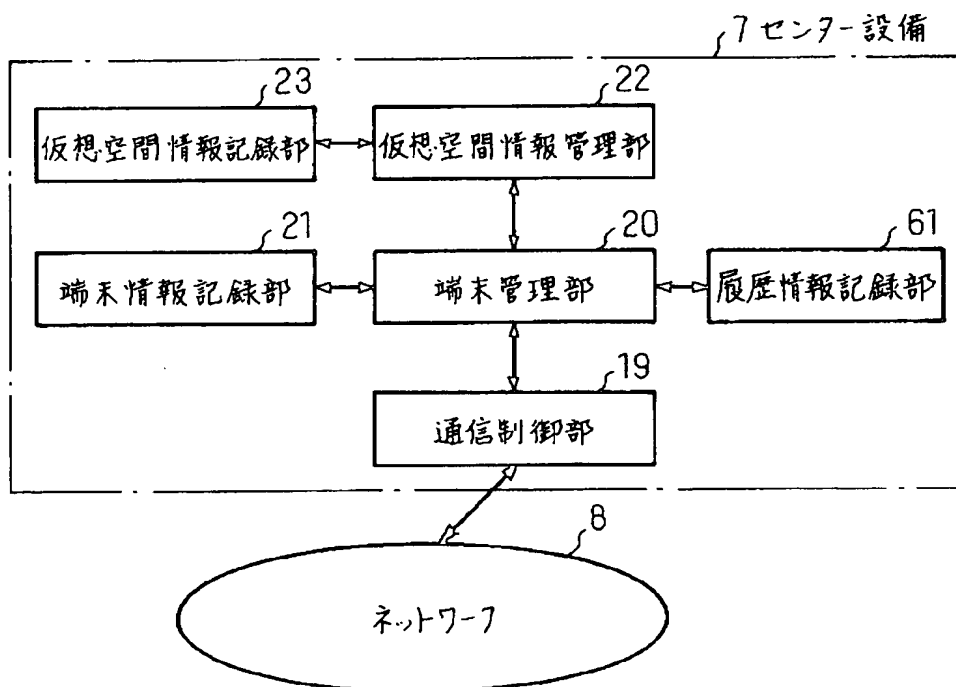 7 センター設備
23
仮想空間情報記録部
22
仮想空間情報管理部
21
端末情報記録部
20
端末管理部
61
履歴情報記録部
19
通信制御部
8
ネットワーク